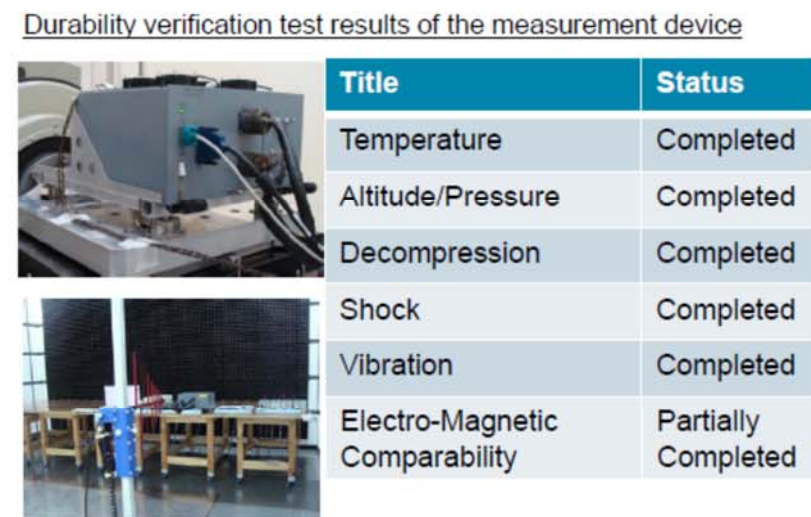 Durability verification test results of the measurement device
Title Status
Temperature Completed
Altitude/Pressure Completed
Decompression Completed
Shock Completed
Vibration Completed
Electro-Magnetic Partially
Comparability Completed